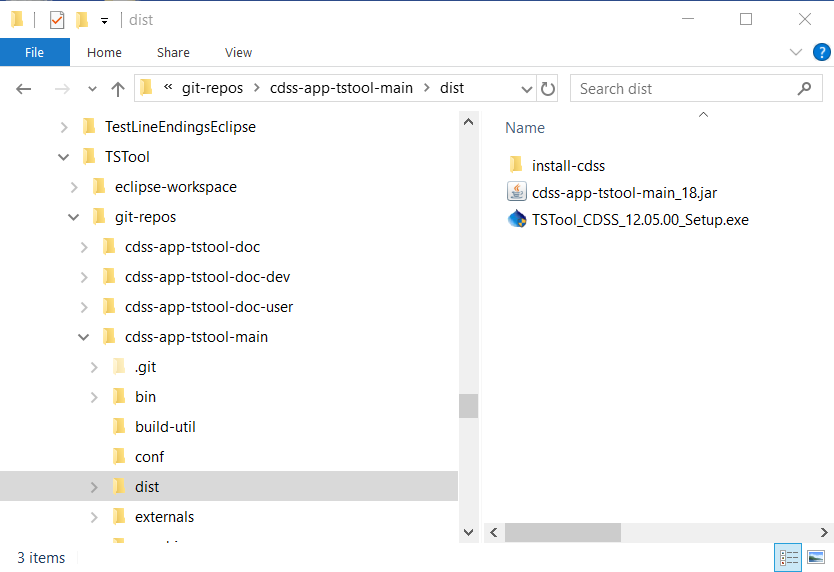 dist
File Home Share View
« git-repos cdss-app-tstool-main dist Search dist
TestLineEndingsEclipse
TSTool
eclipse-workspace
git-repos
cdss-app-tstool-doc
cdss-app-tstool-doc-dev
cdss-app-tstool-doc-user
cdss-app-tstool-main
.git
bin
build-util
conf
dist
externals
Name
install-cdss
cdss-app-tstool-main_18.jar
TSTool_CDSS_12.05.00_Setup.exe
3 items